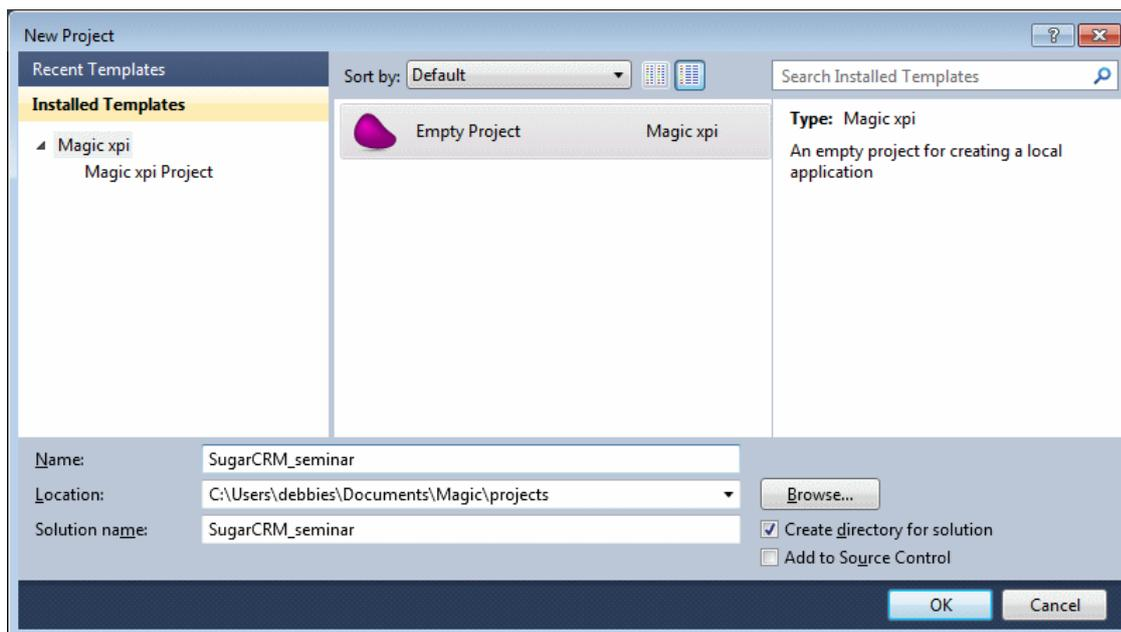 New Project
Recent Templates
Installed Templates
Magic xpi
Magic xpi Project
Sort by: Default
Empty Project Magic xpi
Search Installed Templates
Type: Magic xpi
An empty project for creating a local
application
Name: SugarCRM_seminar
Location: C:\Users\debbies\Documents\Magic\projects
Browse...
Solution name: SugarCRM_seminar
Create directory for solution
Add to Source Control
OK Cancel